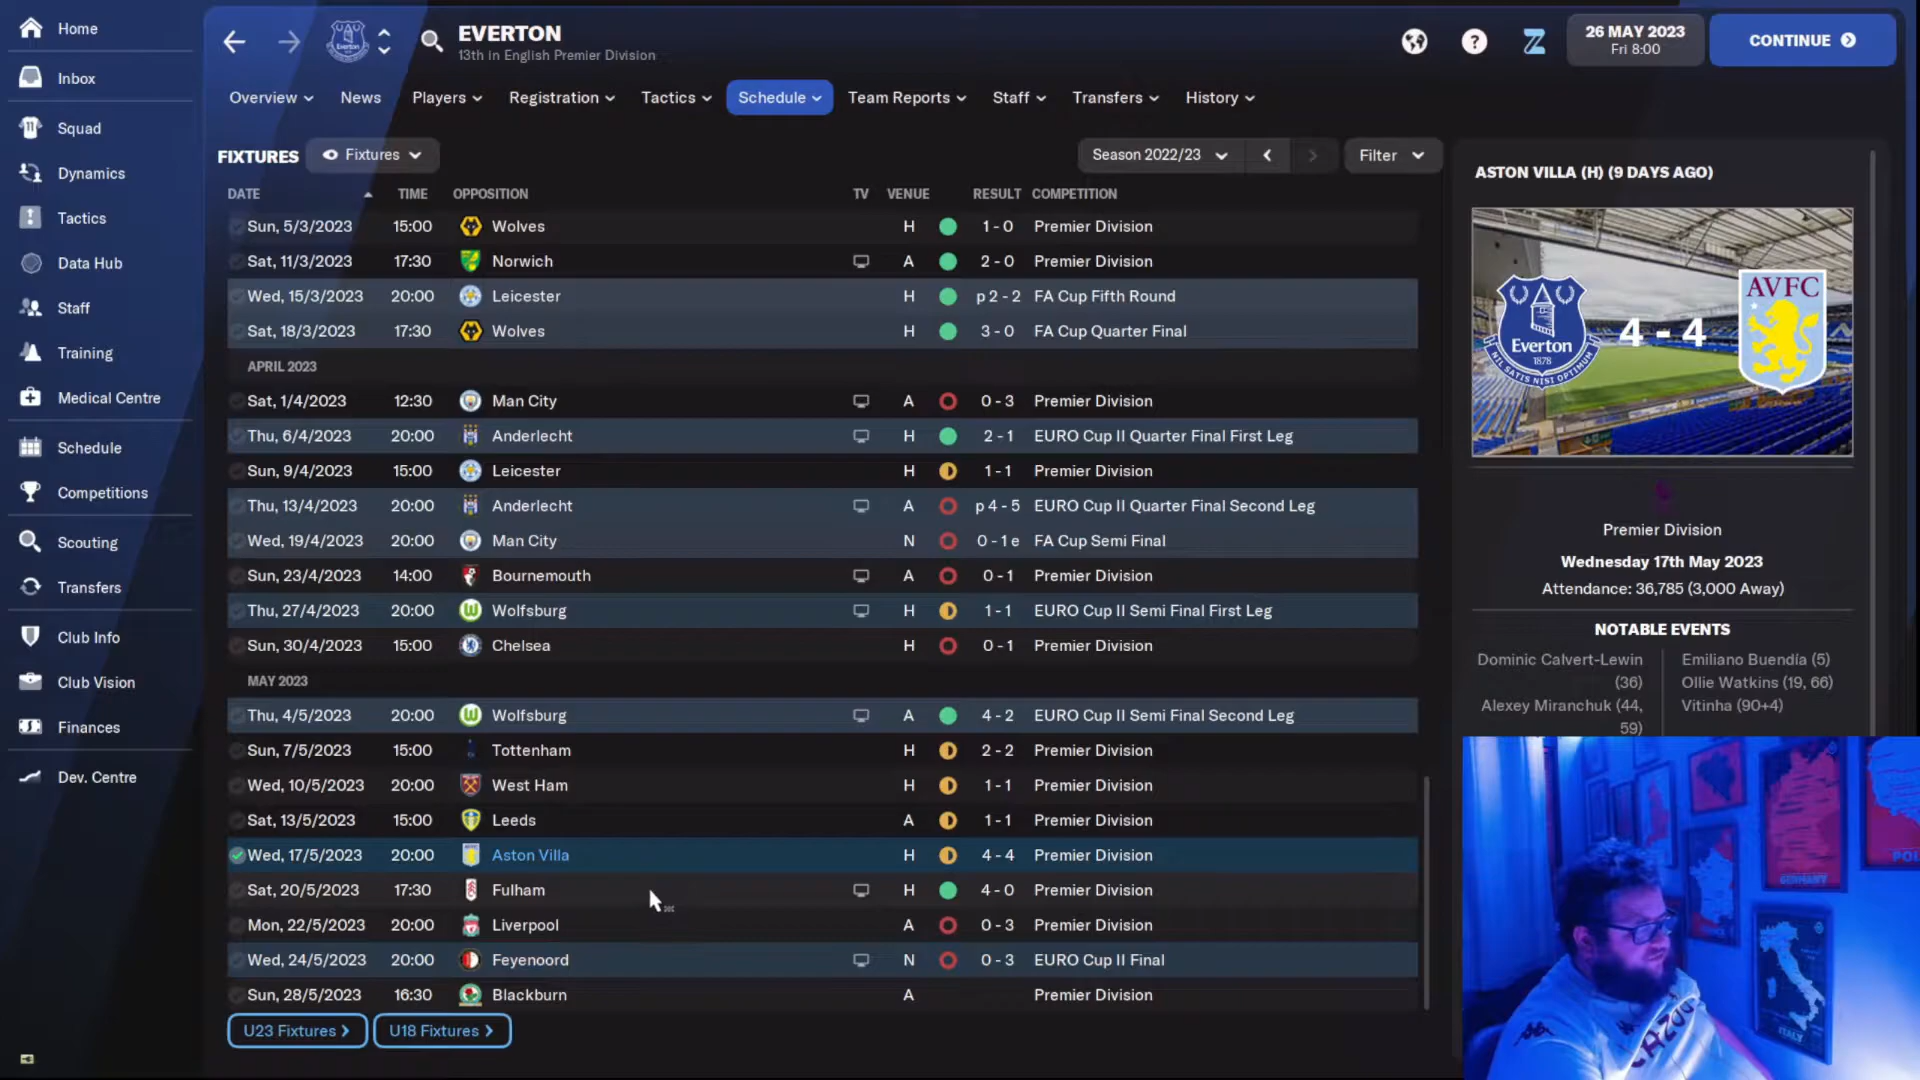 Home
Inbox
Squad
Dynamics
Tactics
Data Hub
Staff
Training
Medical Centre
Schedule
Competitions
Scouting
Transfers
Club Info
Club Vision
Finances
Dev. Centre
EVERTON
13th in English Premier Division
26 MAY 2023
Fri 8:00
CONTINUE
Overview News Players Registration Tactics Schedule Team Reports Staff Transfers History
FIXTURES Fixtures Season 2022/23 Filter
DATE TIME OPPOSITION TV VENUE RESULT COMPETITION
Sun, 5/3/2023 15:00 Wolves H 1 - 0 Premier Division
Sat, 11/3/2023 17:30 Norwich A 2 - 0 Premier Division
Wed, 15/3/2023 20:00 Leicester H p 2 - 2 FA Cup Fifth Round
Sat, 18/3/2023 17:30 Wolves H 3 - 0 FA Cup Quarter Final
APRIL 2023
Sat, 1/4/2023 12:30 Man City A 0 - 3 Premier Division
Thu, 6/4/2023 20:00 Anderlecht H 2 - 1 EURO Cup II Quarter Final First Leg
Sun, 9/4/2023 15:00 Leicester H 1 - 1 Premier Division
Thu, 13/4/2023 20:00 Anderlecht A p 4 - 5 EURO Cup II Quarter Final Second Leg
Wed, 19/4/2023 20:00 Man City N 0 - 1 e FA Cup Semi Final
Sun, 23/4/2023 14:00 Bournemouth A 0 - 1 Premier Division
Thu, 27/4/2023 20:00 Wolfsburg H 1 - 1 EURO Cup II Semi Final First Leg
Sun, 30/4/2023 15:00 Chelsea H 0 - 1 Premier Division
MAY 2023
Thu, 4/5/2023 20:00 Wolfsburg A 4 - 2 EURO Cup II Semi Final Second Leg
Sun, 7/5/2023 15:00 Tottenham H 2 - 2 Premier Division
Wed, 10/5/2023 20:00 West Ham H 1 - 1 Premier Division
Sat, 13/5/2023 15:00 Leeds A 1 - 1 Premier Division
Wed, 17/5/2023 20:00 Aston Villa H 4 - 4 Premier Division
Sat, 20/5/2023 17:30 Fulham H 4 - 0 Premier Division
Mon, 22/5/2023 20:00 Liverpool A 0 - 3 Premier Division
Wed, 24/5/2023 20:00 Feyenoord N 0 - 3 EURO Cup II Final
Sun, 28/5/2023 16:30 Blackburn A Premier Division
U23 Fixtures U18 Fixtures
ASTON VILLA (H) (9 DAYS AGO)
Everton
1878
NIL SATIS NISI OPTIMUM
4 - 4
AVFC
Premier Division
Wednesday 17th May 2023
Attendance: 36,785 (3,000 Away)
NOTABLE EVENTS
Dominic Calvert-Lewin
(36)
Alexey Miranchuk (44,
59)
Emiliano Buendía (5)
Ollie Watkins (19, 66)
Vitinha (90+4)
GERMANY
ITALY